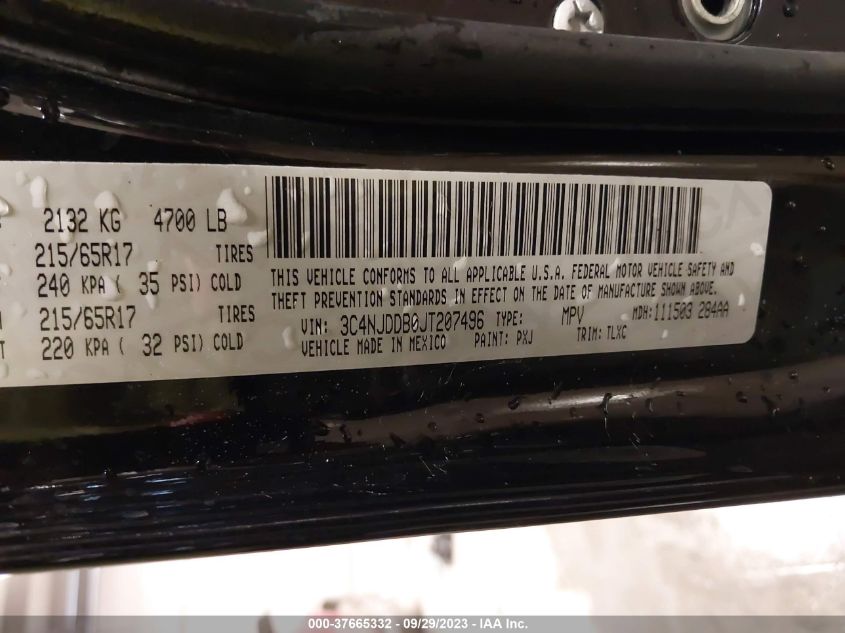 2132 KG 4700 LB
215/65R17 TIRES
240 KPA ( 35 PSI) COLD
215/65R17 TIRES
220 KPA ( 32 PSI) COLD
THIS VEHICLE CONFORMS TO ALL APPLICABLE U.S.A. FEDERAL MOTOR VEHICLE SAFETY AND
THEFT PREVENTION STANDARDS IN EFFECT ON THE DATE OF MANUFACTURE SHOWN ABOVE.
VIN: 3C4NJDDB0JT207496 TYPE: MPV MDH:111503 284AA
VEHICLE MADE IN MEXICO PAINT: PXJ TRIM: TLXC
000-37665332 - 09/29/2023 - IAA Inc.